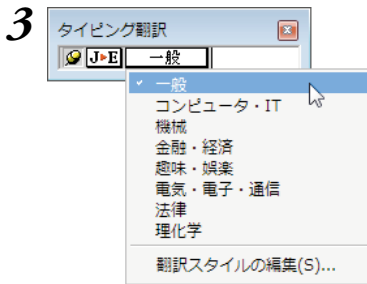 3
タイピング翻訳
J▶E 一般
一般
コンピュータ・IT
機械
金融・経済
趣味・娯楽
電気・電子・通信
法律
理化学
翻訳スタイルの編集(S)...